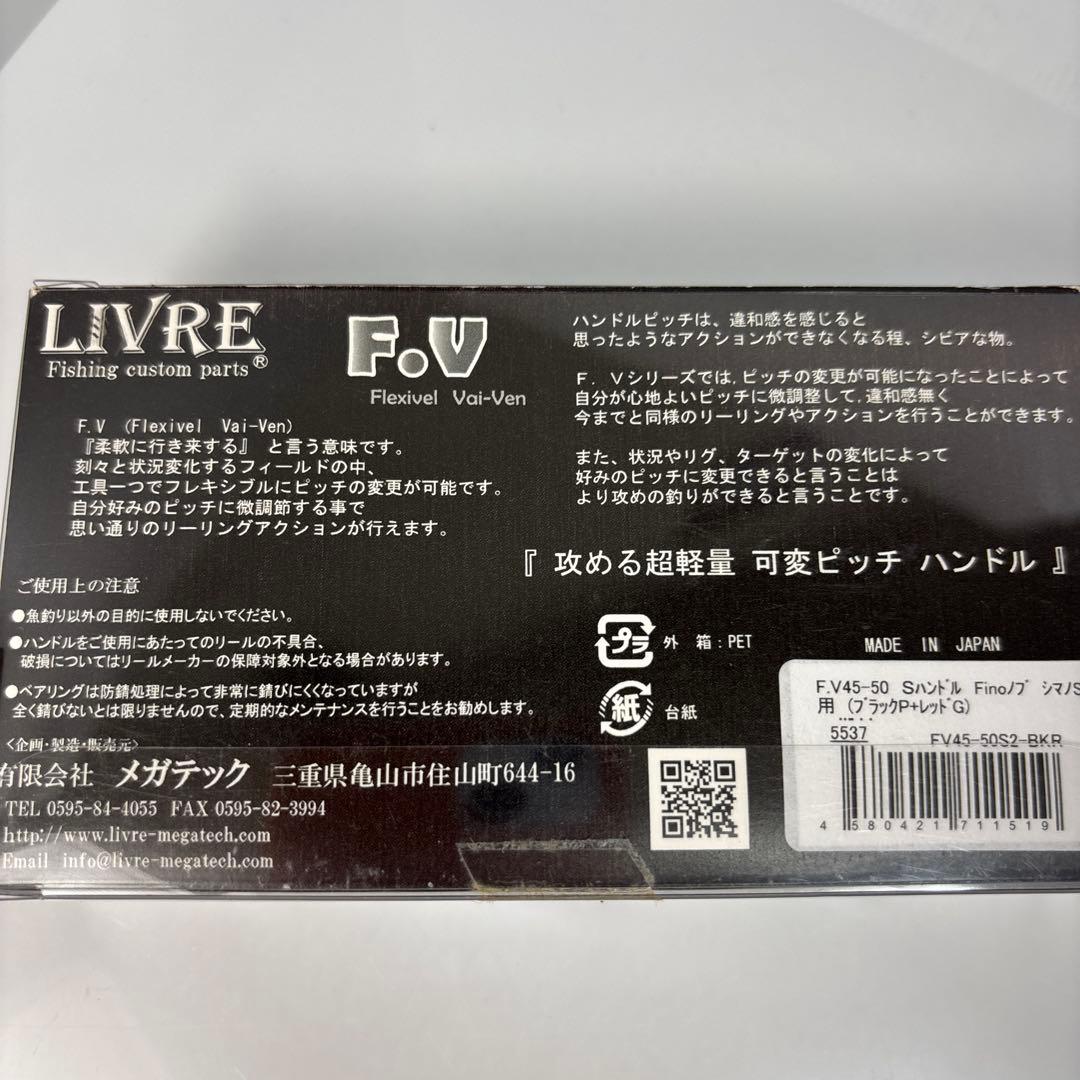 LIVRE
Fishing custom parts®
F.V
Flexivel Vai-Ven
F.V (Flexivel Vai-Ven)
『柔軟に行き来する』 と言う意味です。
刻々と状況変化するフィールドの中、
工具一つでフレキシブルにピッチの変更が可能です。
自分好みのピッチに微調節する事で
思い通りのリーリングアクションが行えます。
ハンドルピッチは、違和感を感じると
思ったようなアクションができなくなる程、シビアな物。
F. Vシリーズでは,ピッチの変更が可能になったことによって
自分が心地よいピッチに微調整して,違和感無く
今までと同様のリーリングやアクションを行うことができます。
また、状況やリグ、ターゲットの変化によって
好みのピッチに変更できると言うことは
より攻めの釣りができると言うことです。
『 攻める超軽量 可変ピッチ ハンドル 』
ご使用上の注意
●魚釣り以外の目的に使用しないでください。
●ハンドルをご使用にあたってのリールの不具合、
破損についてはリールメーカーの保障対象外となる場合があります。
●ベアリングは防錆処理によって非常に錆びにくくなっていますが
全く錆びないとは限りませんので、定期的なメンテナンスを行うことをお勧めします。
<企画・製造・販売元>
有限会社 メガテック 三重県亀山市住山町644-16
TEL 0595-84-4055 FAX 0595-82-3994
http://www.livre-megatech.com
Email info@livre-megatech.com
プラ
外 箱:PET
紙
台紙
MADE IN JAPAN
F.V45-50 Sﾊﾝﾄﾞﾙ Finoﾉﾌﾞ ｼﾏﾉS
用 (ﾌﾞﾗｯｸP+ﾚｯﾄﾞG)
5537
FV45-50S2-BKR
4 580421 711519